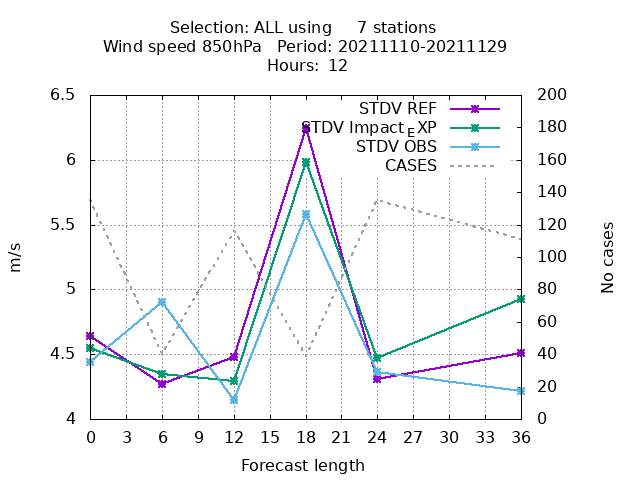 Selection: ALL using     7 stations
Wind speed 850hPa   Period: 20211110-20211129
Hours:  12
STDV REF
STDV Impact_EXP
STDV OBS
CASES
6.5
6
5.5
5
4.5
4
m/s
200
180
160
140
120
100
80
60
40
20
0
No cases
0 3 6 9 12 15 18 21 24 27 30 33 36
Forecast length